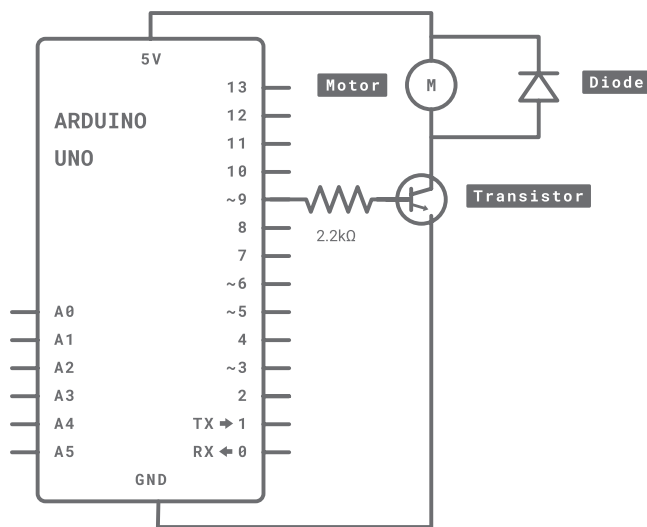 5V
ARDUINO
UNO
13
12
11
10
~9
8
7
~6
~5
4
~3
2
TX 1
RX 0
A0
A1
A2
A3
A4
A5
GND
2.2kΩ
Motor
M
Diode
Transistor